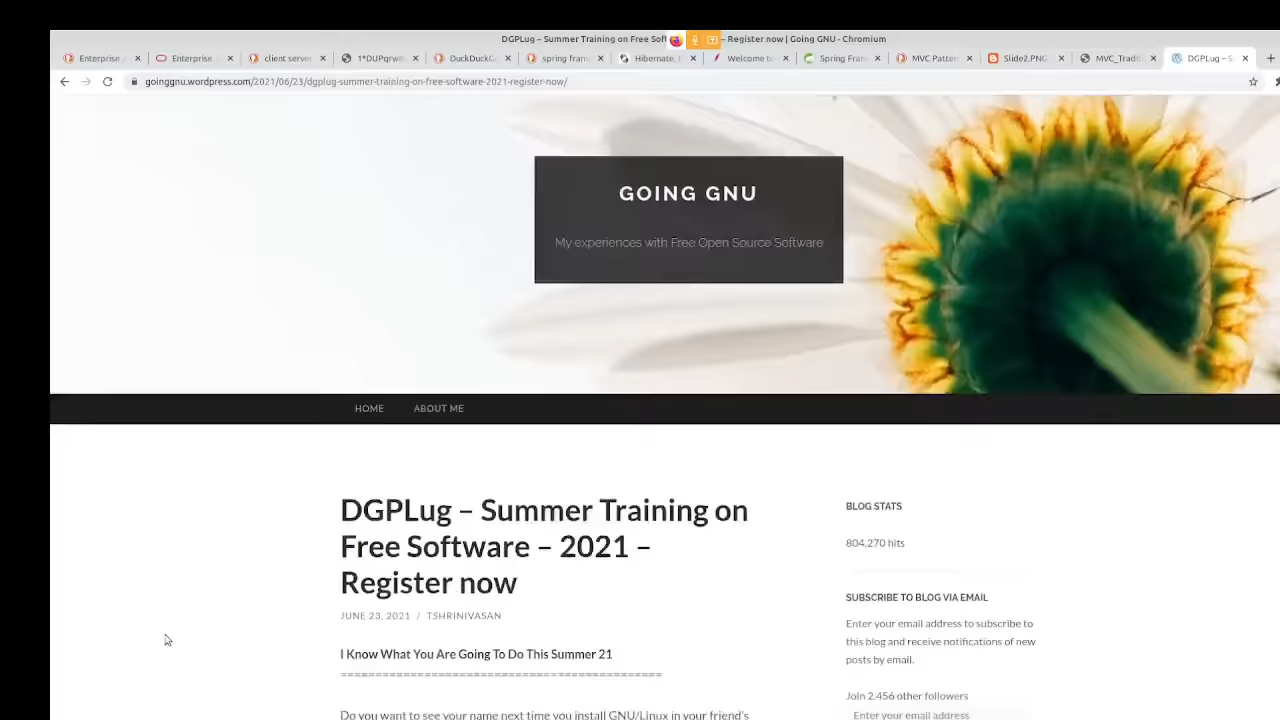 DGPLug – Summer Training on Free Soft – Register now | Going GNU - Chromium
Enterprise
Enterprise
client server
1*DUPqrwe
DuckDuckG
spring fram
Hibernate.
Welcome to
Spring Fran
MVC Pattern
Slide2.PNG
MVC_Tradit
DGPLug – S
goinggnu.wordpress.com/2021/06/23/dgplug-summer-training-on-free-software-2021-register-now/
GOING GNU
My experiences with Free Open Source Software
HOME
ABOUT ME
DGPLug – Summer Training on
Free Software – 2021 –
Register now
JUNE 23, 2021 / TSHRINIVASAN
I Know What You Are Going To Do This Summer 21
==============================================
Do you want to see your name next time you install GNU/Linux in your friend's
BLOG STATS
804,270 hits
SUBSCRIBE TO BLOG VIA EMAIL
Enter your email address to subscribe to
this blog and receive notifications of new
posts by email.
Join 2,456 other followers
Enter your email address